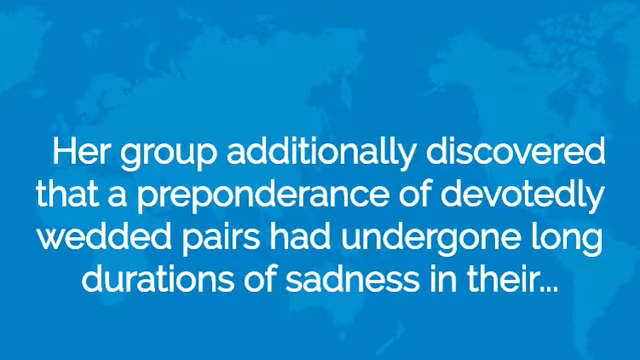 Her group additionally discovered
that a preponderance of devotedly
wedded pairs had undergone long
durations of sadness in their...